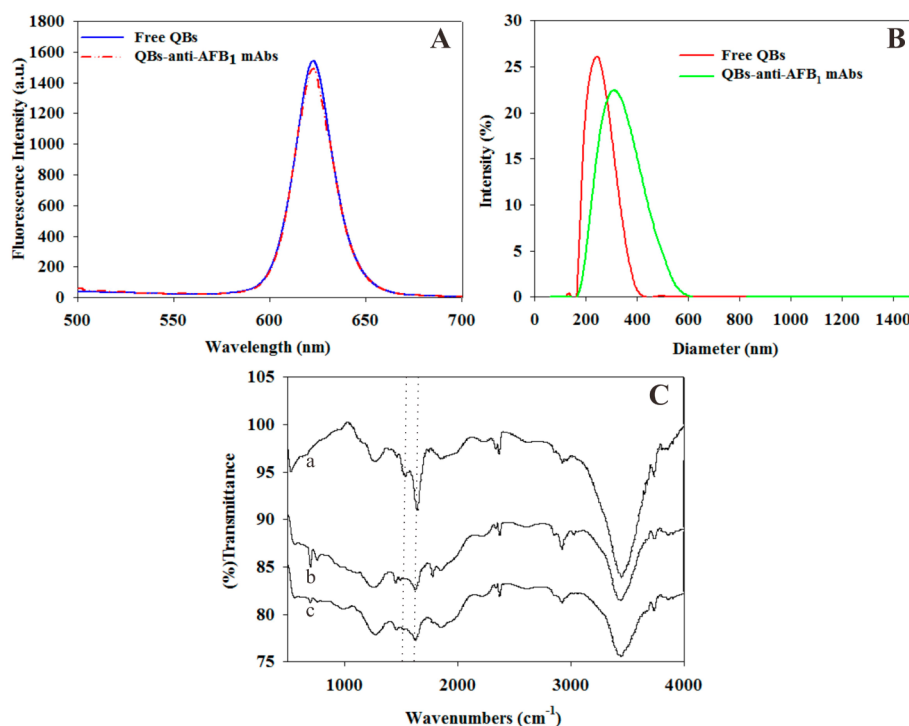 A
Free QBs
QBs-anti-AFB1 mAbs
Fluorescence Intensity (a.u.)
1800
1600
1400
1200
1000
800
600
400
200
0
500
550
600
650
700
Wavelength (nm)
B
Free QBs
QBs-anti-AFB1 mAbs
Intensity (%)
30
25
20
15
10
5
0
0
200
400
600
800
1000
1200
1400
Diameter (nm)
C
(%)Transmittance
105
100
95
90
85
80
75
a
b
c
1000
2000
3000
4000
Wavenumbers (cm-1)